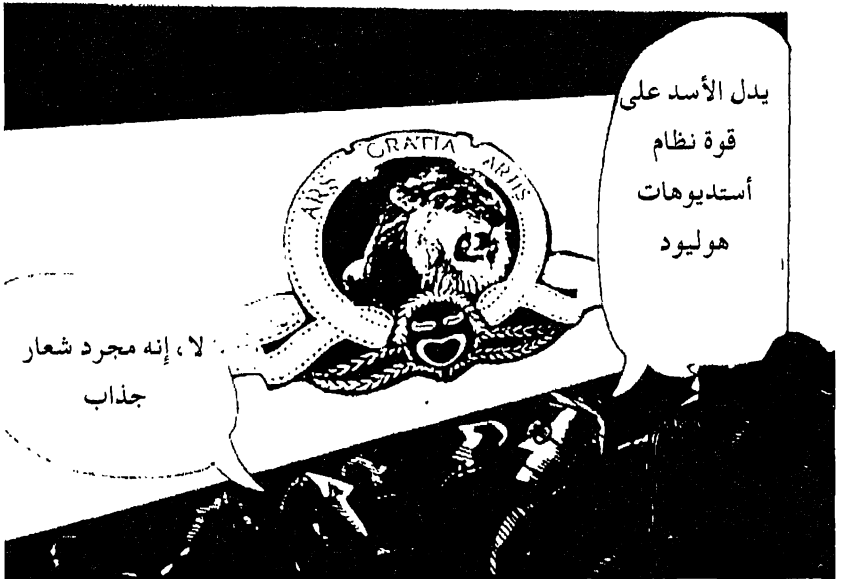 يدل الأسد على
قوة نظام
أستديوهات
هوليود
ARS GRATIA ARTIS
لا، إنه مجرد شعار
جذاب